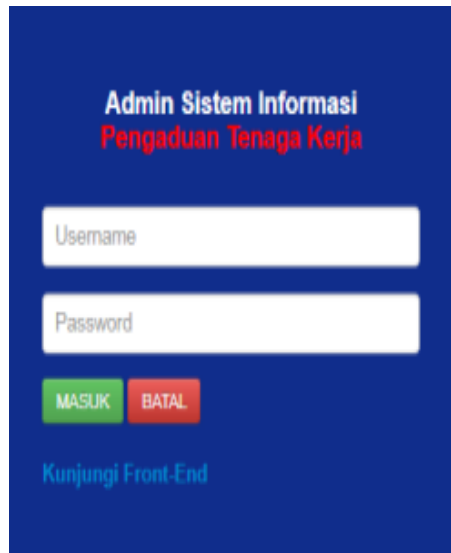 Admin Sistem Informasi
Pengaduan Tenaga Kerja
Username
Password
MASUK BATAL
Kunjungi Front-End